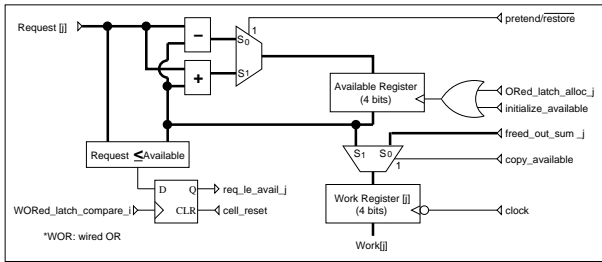 Request [j]
pretend/restore
−
S0
1
+
S1
Available Register
(4 bits)
ORed_latch_alloc_j
initialize_available
freed_out_sum _j
Request ≤Available
S1
S0
1
copy_available
D
Q
req_le_avail_j
WORed_latch_compare_i
CLR
cell_reset
Work Register [j]
(4 bits)
clock
*WOR: wired OR
Work[j]